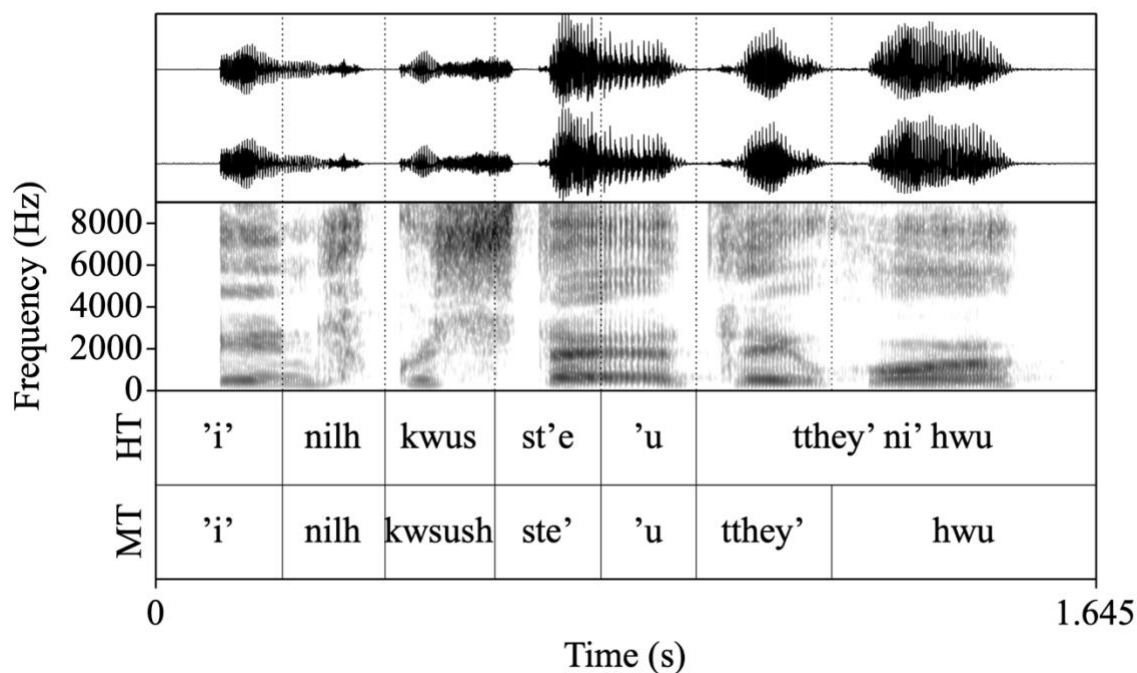 Frequency (Hz)
8000
6000
4000
2000
0
HT
’i’ nilh kwus st’e ’u tthey’ ni’ hwu
MT
’i’ nilh kwsush ste’ ’u tthey’ hwu
0 1.645
Time (s)